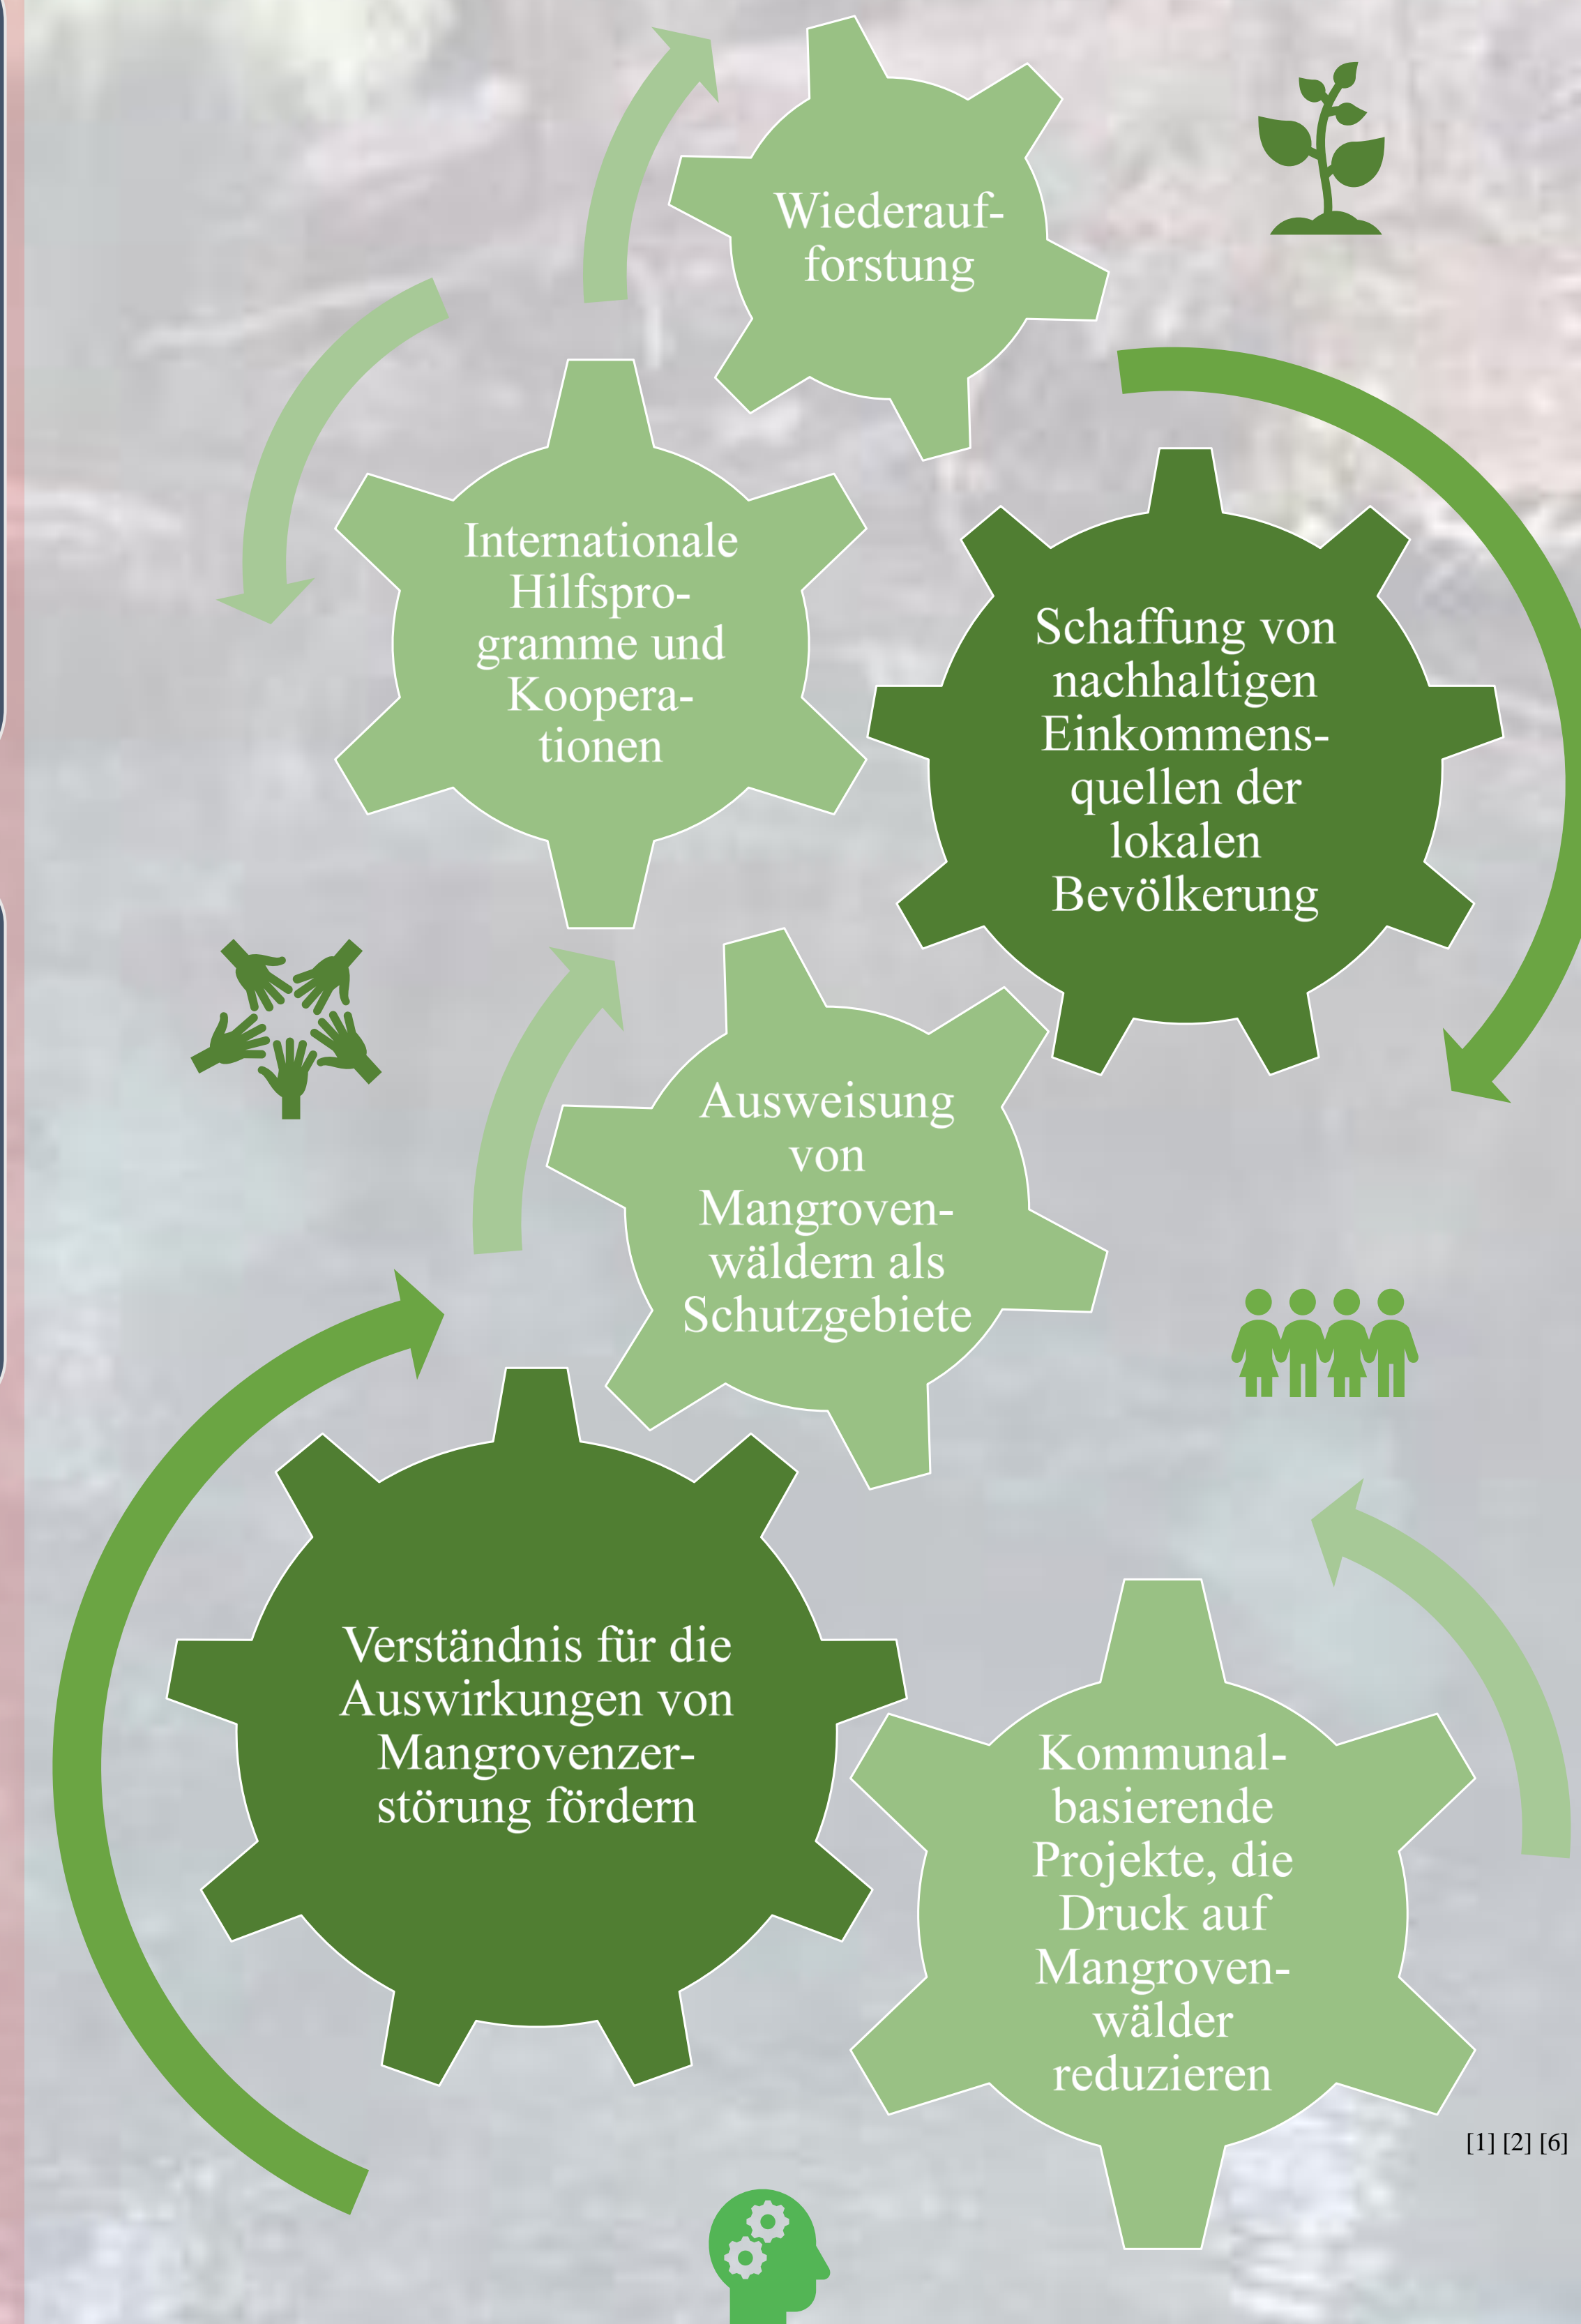 Wiederauf-
forstung
Internationale
Hilfspro-
gramme und
Koopera-
tionen
Schaffung von
nachhaltigen
Einkommens-
quellen der
lokalen
Bevölkerung
Ausweisung
von
Mangroven-
wäldern als
Schutzgebiete
Verständnis für die
Auswirkungen von
Mangrovenzer-
störung fördern
Kommunal-
basierende
Projekte, die
Druck auf
Mangroven-
wälder
reduzieren
[1] [2] [6]